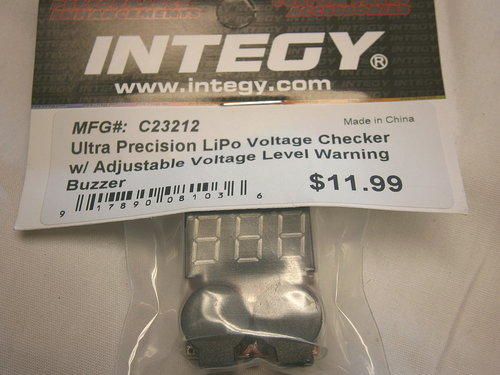 INTEGY®
www.integy.com
MFG#: C23212
Made in China
Ultra Precision LiPo Voltage Checker
w/ Adjustable Voltage Level Warning
Buzzer
$11.99
9 17890 08103 6